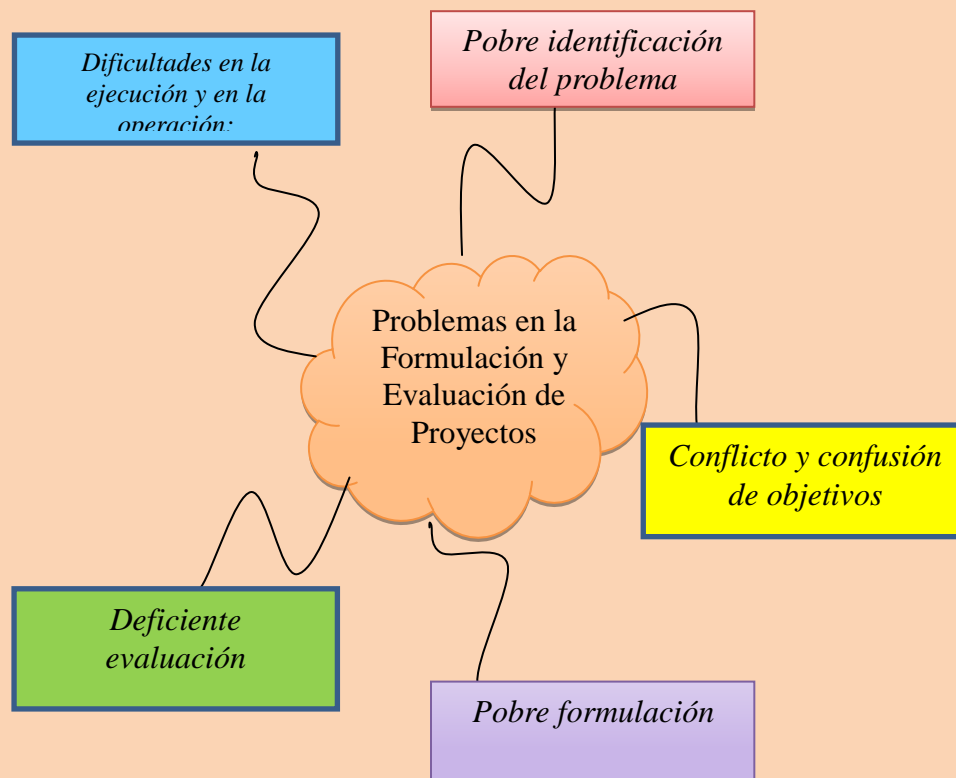 Dificultades en la
ejecución y en la
operación:
Pobre identificación
del problema
Problemas en la
Formulación y
Evaluación de
Proyectos
Conflicto y confusión
de objetivos
Deficiente
evaluación
Pobre formulación